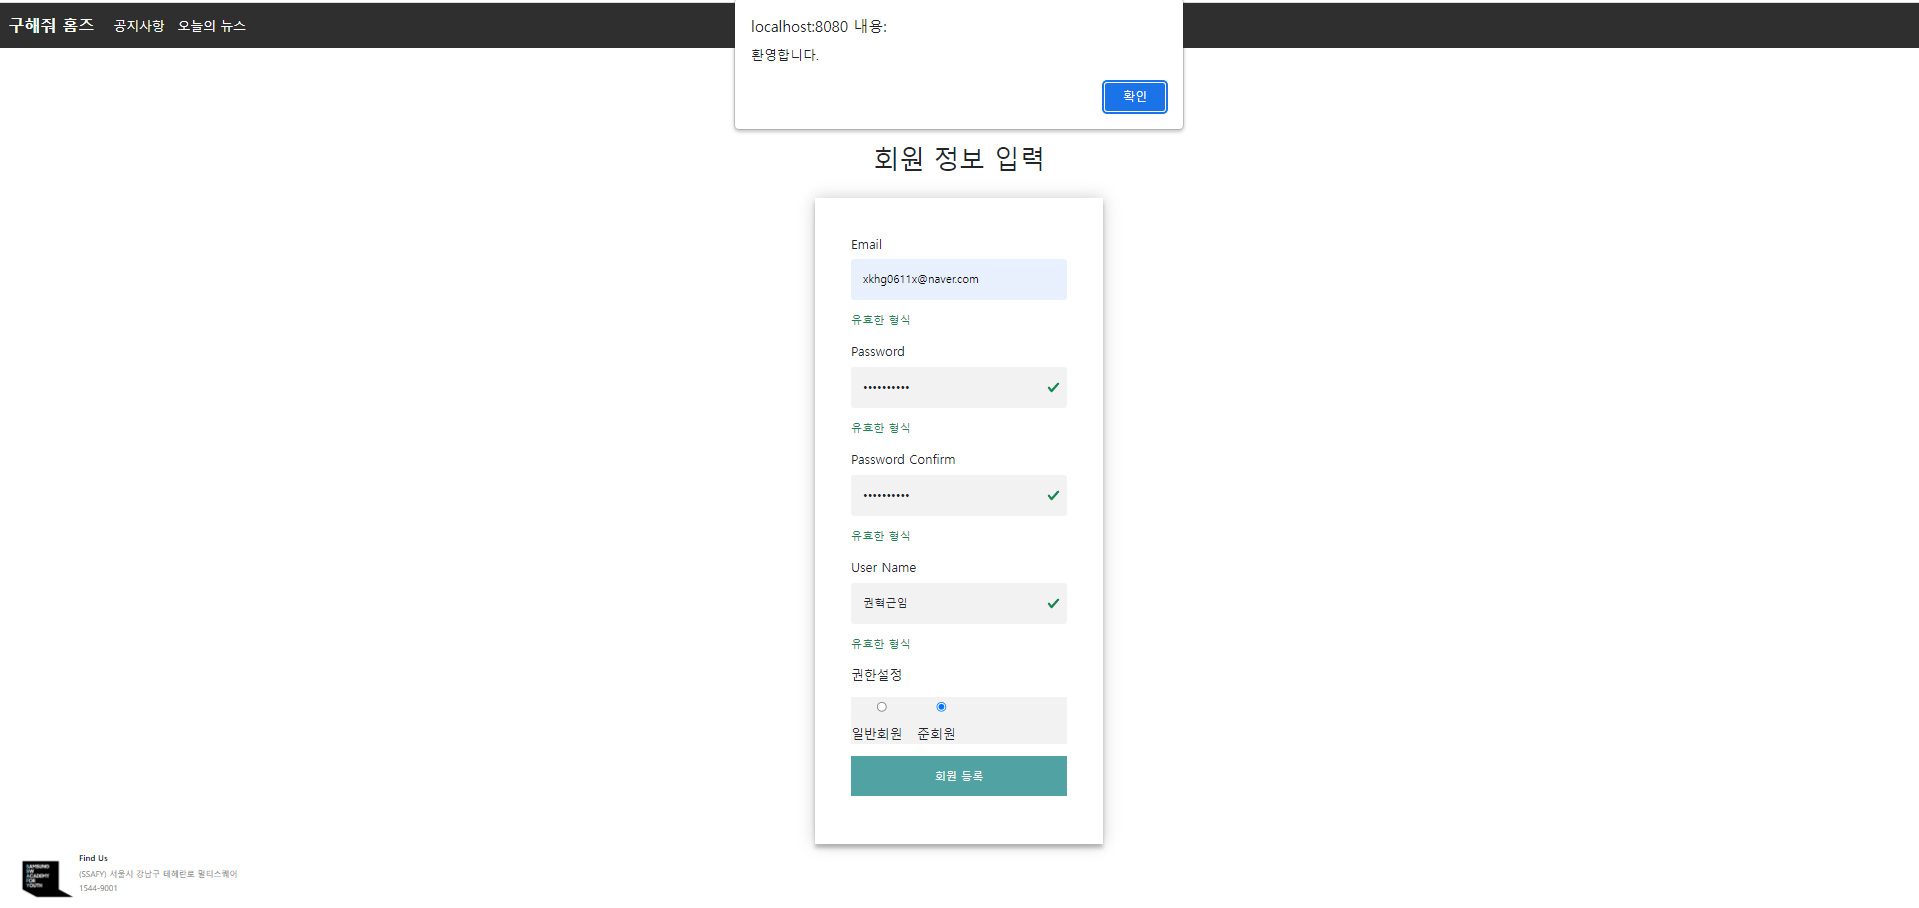 구해줘 홈즈 공지사항 오늘의 뉴스
localhost:8080 내용:
환영합니다.
확인
회원 정보 입력
Email
xkhg0611x@naver.com
유효한 형식
Password
••••••••••
유효한 형식
Password Confirm
••••••••••
유효한 형식
User Name
권혁근임
유효한 형식
권한설정
일반회원 준회원
회원 등록
SAMSUNG
SW
ACADEMY
FOR
YOUTH
Find Us
(SSAFY) 서울시 강남구 테헤란로 멀티스퀘어
1544-9001